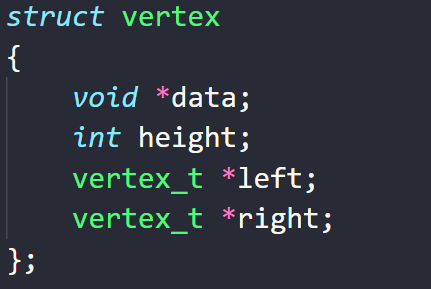 struct vertex
{
    void *data;
    int height;
    vertex_t *left;
    vertex_t *right;
};